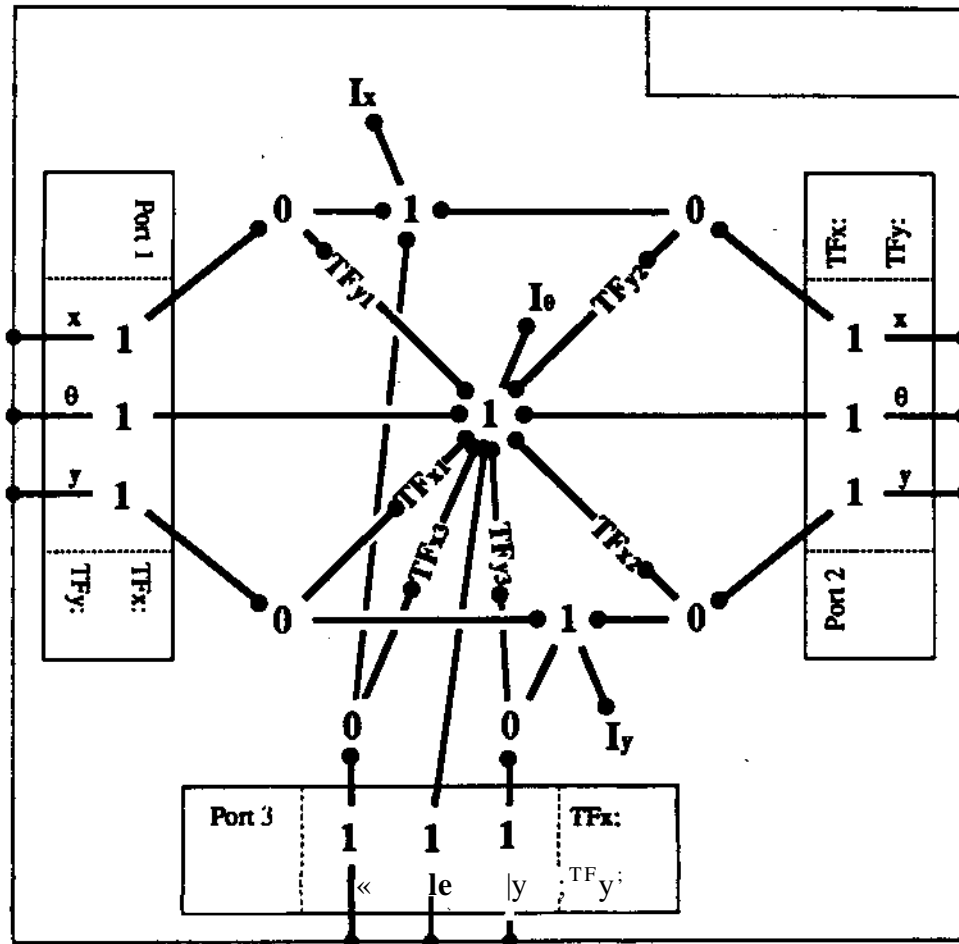 Ix
0 1 0
Port 1
TFx:
TFy:
TFy1
TFy2
Iθ
x 1
1 x
θ 1
1
1 θ
y 1
1 y
TFx1
TFx3
TFy3
TFx2
TFx:
TFy:
Port 2
0 1 0
0 0
Iy
Port 3
1 1 1
TFx:
« le |y ;TFy;